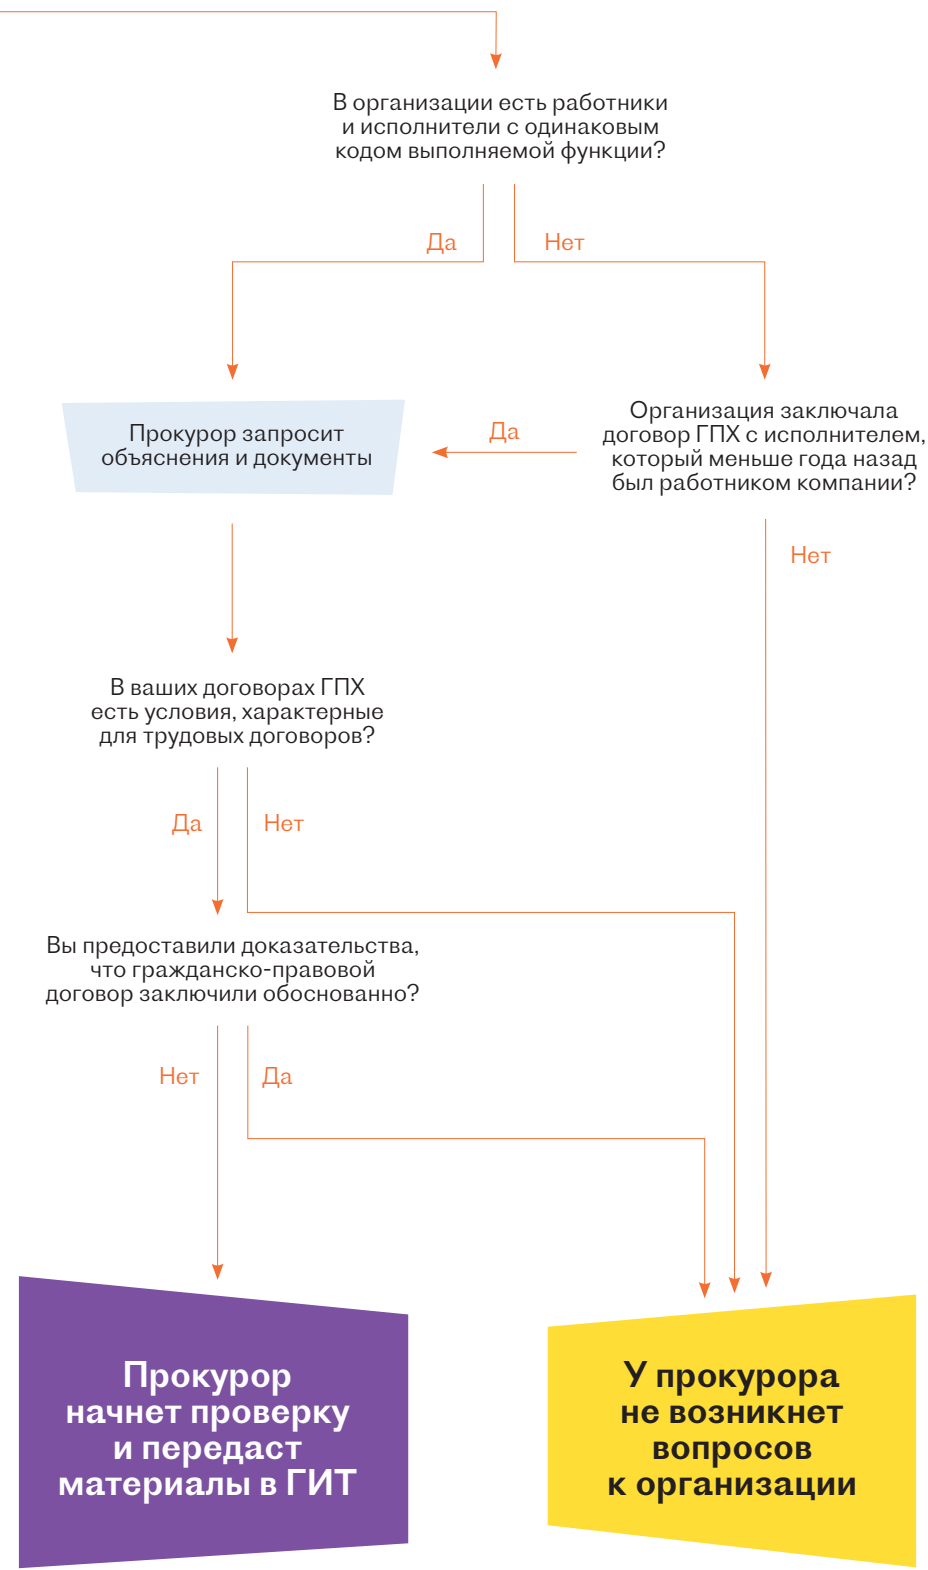 В организации есть работники
и исполнители с одинаковым
кодом выполняемой функции?
Да
Нет
Прокурор запросит
объяснения и документы
Да
Организация заключала
договор ГПХ с исполнителем,
который меньше года назад
был работником компании?
Нет
В ваших договорах ГПХ
есть условия, характерные
для трудовых договоров?
Да
Нет
Вы предоставили доказательства,
что гражданско-правовой
договор заключили обоснованно?
Нет
Да
Прокурор
начнет проверку
и передаст
материалы в ГИТ
У прокурора
не возникнет
вопросов
к организации